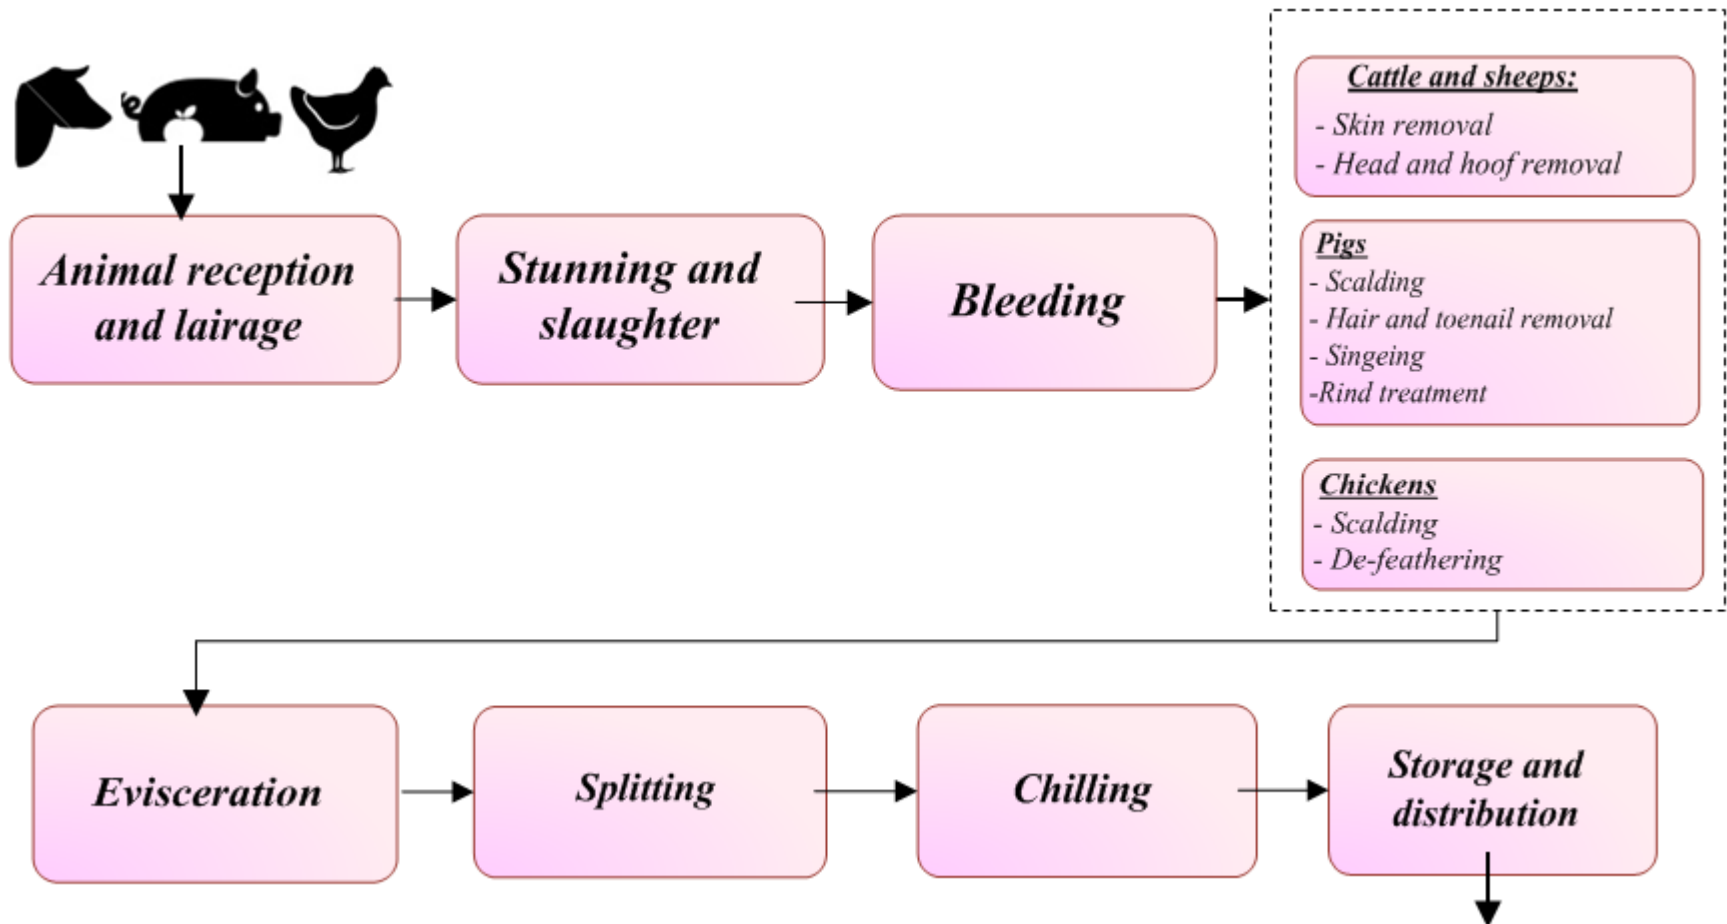 Animal reception
and lairage
Stunning and
slaughter
Bleeding
Cattle and sheeps:
- Skin removal
- Head and hoof removal
Pigs
- Scalding
- Hair and toenail removal
- Singeing
-Rind treatment
Chickens
- Scalding
- De-feathering
Evisceration
Splitting
Chilling
Storage and
distribution